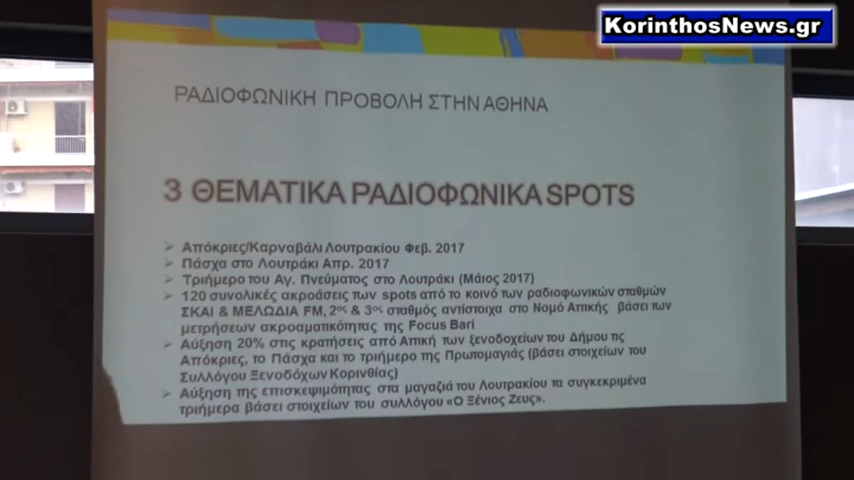 KorinthosNews.gr
ΡΑΔΙΟΦΩΝΙΚΗ ΠΡΟΒΟΛΗ ΣΤΗΝ ΑΘΗΝΑ
3 ΘΕΜΑΤΙΚΑ ΡΑΔΙΟΦΩΝΙΚΑ SPOTS
➢ Απόκριες/Καρναβάλι Λουτρακίου Φεβ. 2017
➢ Πάσχα στο Λουτράκι Απρ. 2017
➢ Τριήμερο του Αγ. Πνεύματος στο Λουτράκι (Μάιος 2017)
➢ 120 συνολικές ακροάσεις των spots από το κοινό των ραδιοφωνικών σταθμών
ΣΚΑΙ & ΜΕΛΩΔΙΑ FM, 2ος & 3ος σταθμός αντίστοιχα στο Νομό Αττικής βάσει των
μετρήσεων ακροαματικότητας της Focus Bari
➢ Αύξηση 20% στις κρατήσεις από Αττική των ξενοδοχείων του Δήμου τις
Απόκριες, το Πάσχα και το τριήμερο της Πρωτομαγιάς (βάσει στοιχείων του
Συλλόγου Ξενοδόχων Κορινθίας)
➢ Αύξηση της επισκεψιμότητας στα μαγαζιά του Λουτρακίου τα συγκεκριμένα
τριήμερα βάσει στοιχείων του συλλόγου «Ο Ξένιος Ζευς».